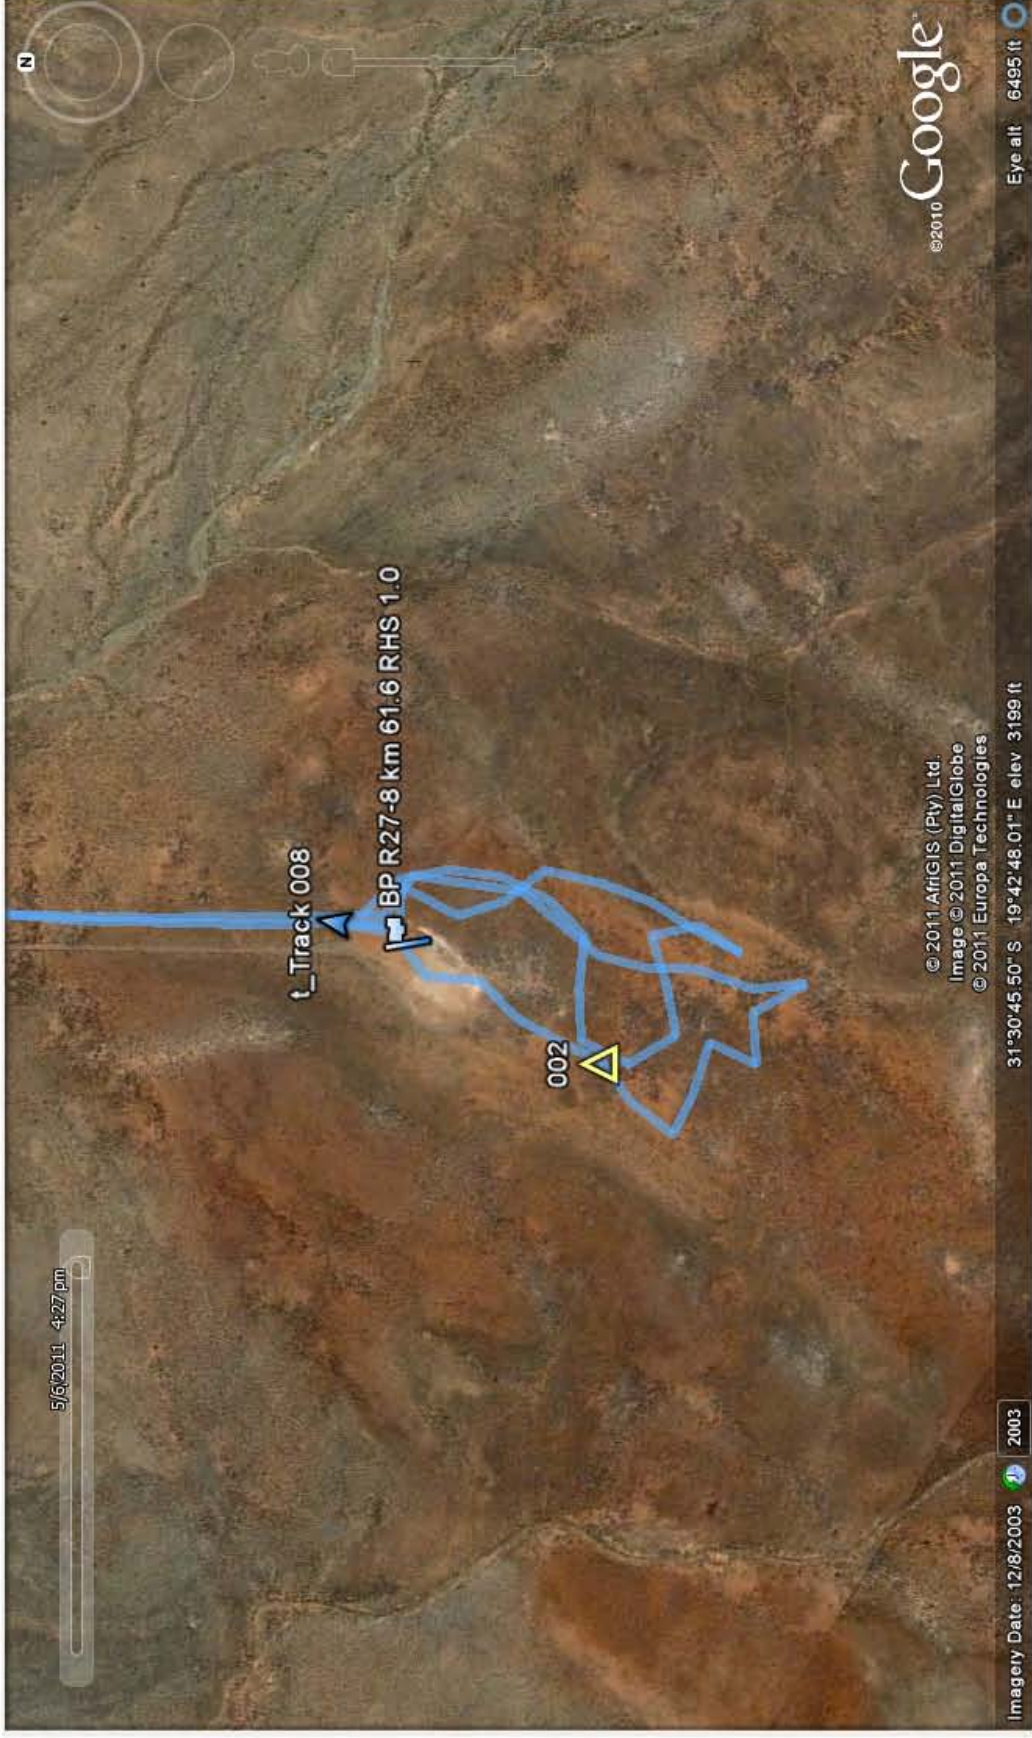 5/6/2011 4:27 pm
N
t_Track 008
BP R27-8 km 61.6 RHS 1.0
002
©2010 Google™
© 2011 AfriGIS (Pty) Ltd.
Image © 2011 DigitalGlobe
© 2011 Europa Technologies
Imagery Date: 12/8/2003 2003 31°30'45.50" S 19°42'48.01" E elev 3199 ft Eye alt 6495 ft